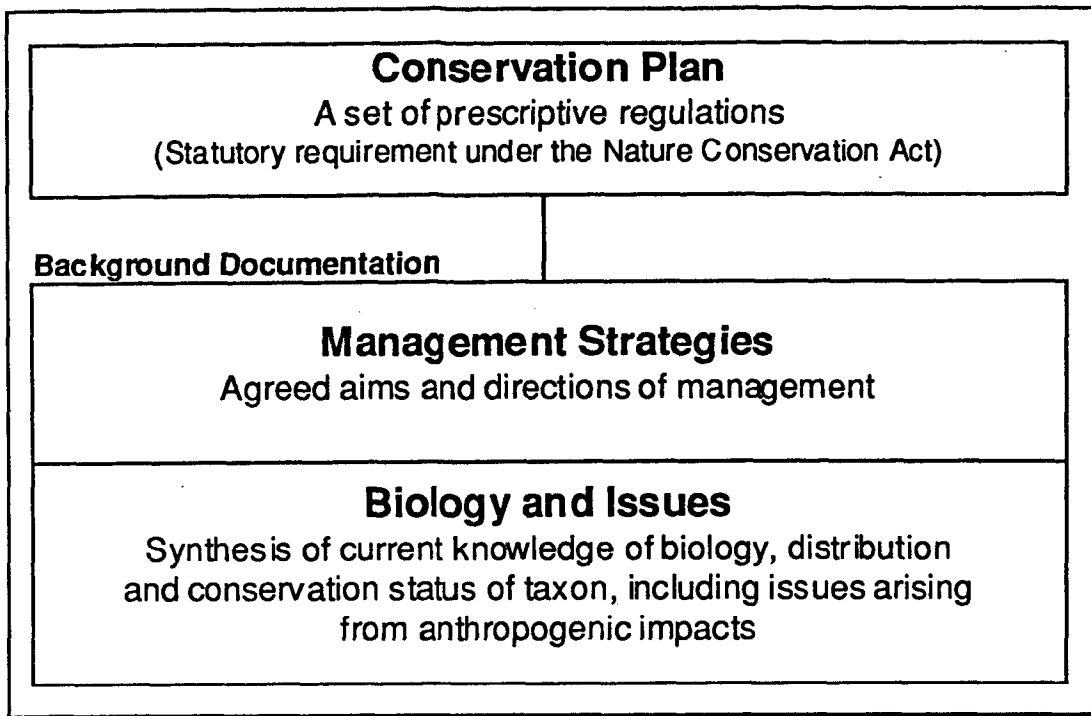 Conservation Plan
A set of prescriptive regulations
(Statutory requirement under the Nature Conservation Act)
Background Documentation
Management Strategies
Agreed aims and directions of management
Biology and Issues
Synthesis of current knowledge of biology, distribution
and conservation status of taxon, including issues arising
from anthropogenic impacts